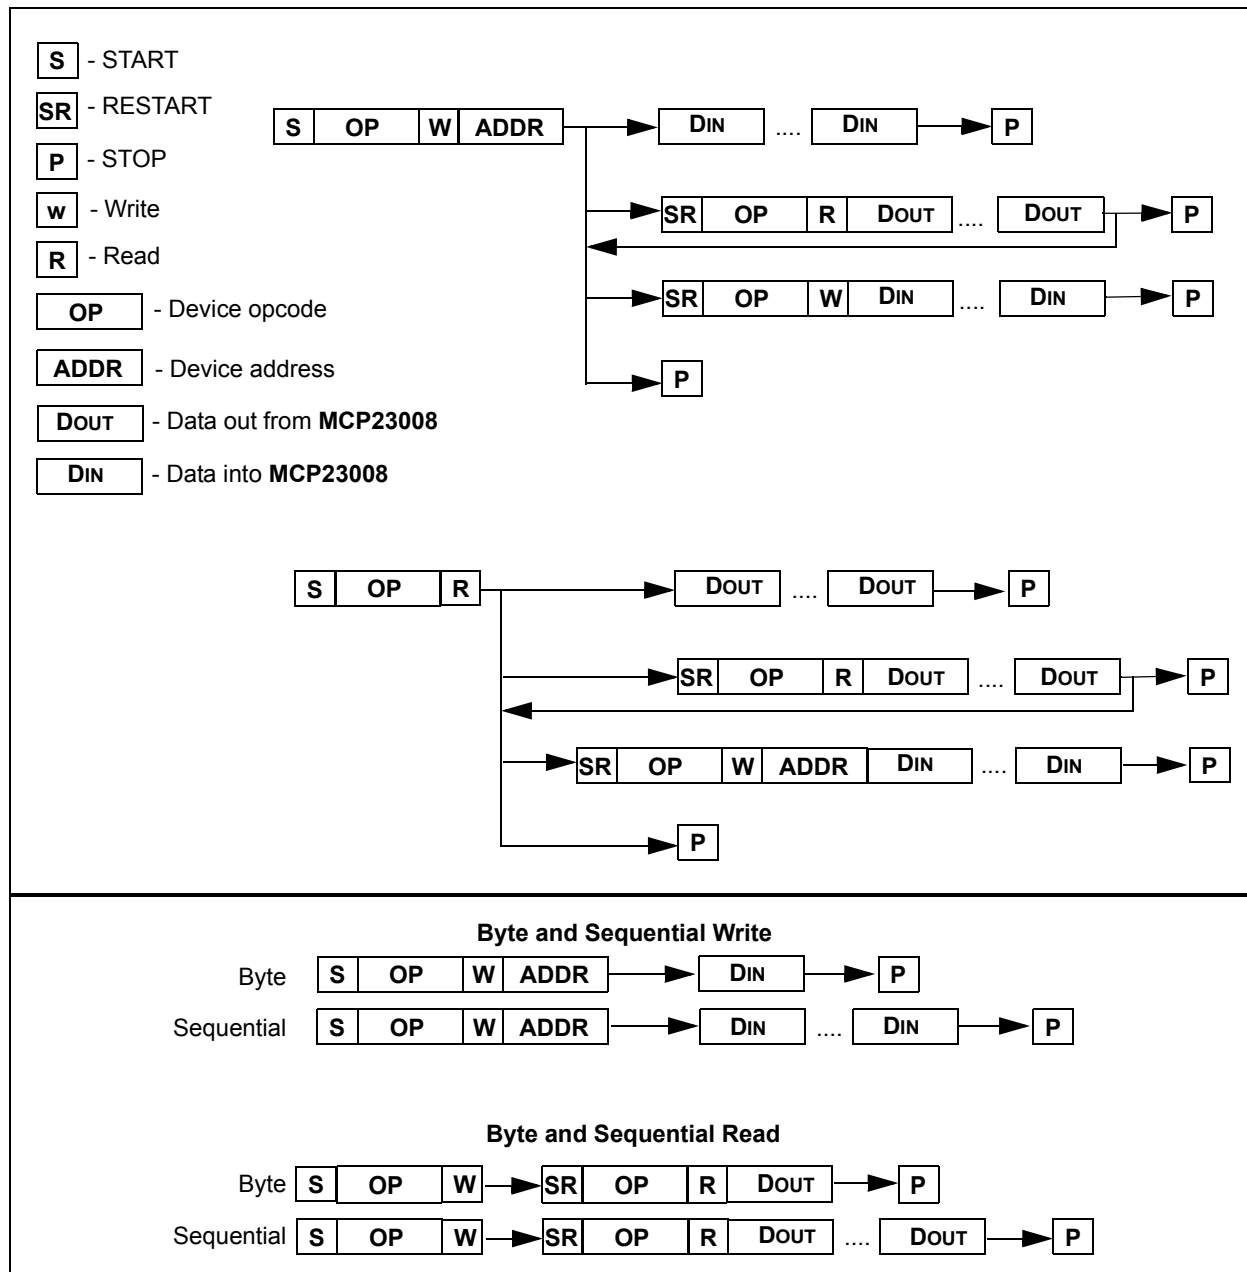 S - START
SR - RESTART
P - STOP
w - Write
R - Read
OP - Device opcode
ADDR - Device address
DOUT - Data out from MCP23008
DIN - Data into MCP23008
S OP W ADDR DIN .... DIN P
SR OP R DOUT .... DOUT P
SR OP W DIN .... DIN P
P
S OP R DOUT .... DOUT P
SR OP R DOUT .... DOUT P
SR OP W ADDR DIN .... DIN P
P
Byte and Sequential Write
Byte S OP W ADDR DIN P
Sequential S OP W ADDR DIN .... DIN P
Byte and Sequential Read
Byte S OP W SR OP R DOUT P
Sequential S OP W SR OP R DOUT .... DOUT P